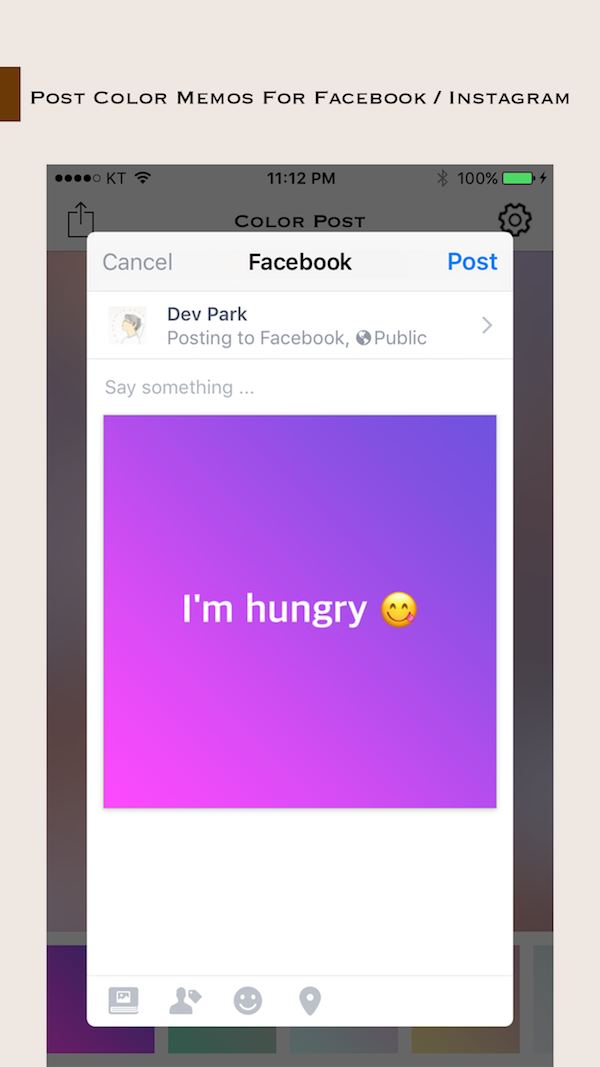 Post Color Memos For Facebook / Instagram
KT 11:12 PM 100%
Color Post
Cancel Facebook Post
Dev Park
Posting to Facebook, Public
Say something ...
I'm hungry 😋